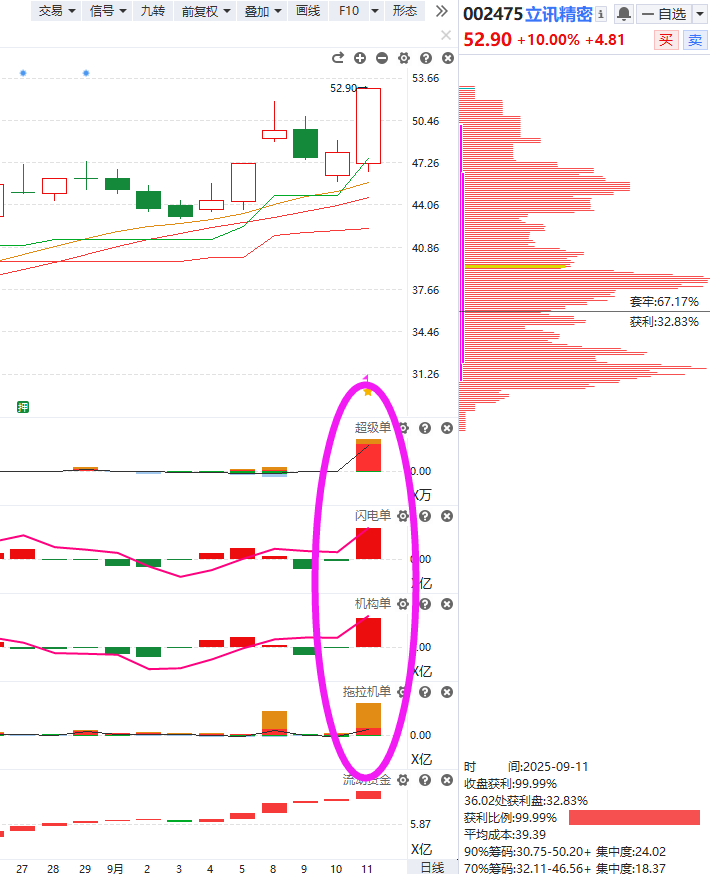 交易 信号 九转 前复权 叠加 画线 F10 形态
002475 立讯精密 自选
52.90 +10.00% +4.81 买 卖
53.66
52.90
50.46
47.26
44.06
40.86
37.66
34.46
31.26
套牢:67.17%
获利:32.83%
押
超级单
0.00
X万
闪电单
0.00
X亿
机构单
.00
X亿
拖拉机单
0.00
X亿
流动资金
5.87
X亿
27 28 29 9月 2 3 4 5 8 9 10 11 日线
时 间:2025-09-11
收盘获利:99.99%
36.02处获利盘:32.83%
获利比例:99.99%
平均成本:39.39
90%筹码:30.75-50.20+ 集中度:24.02
70%筹码:32.11-46.56+ 集中度:18.37